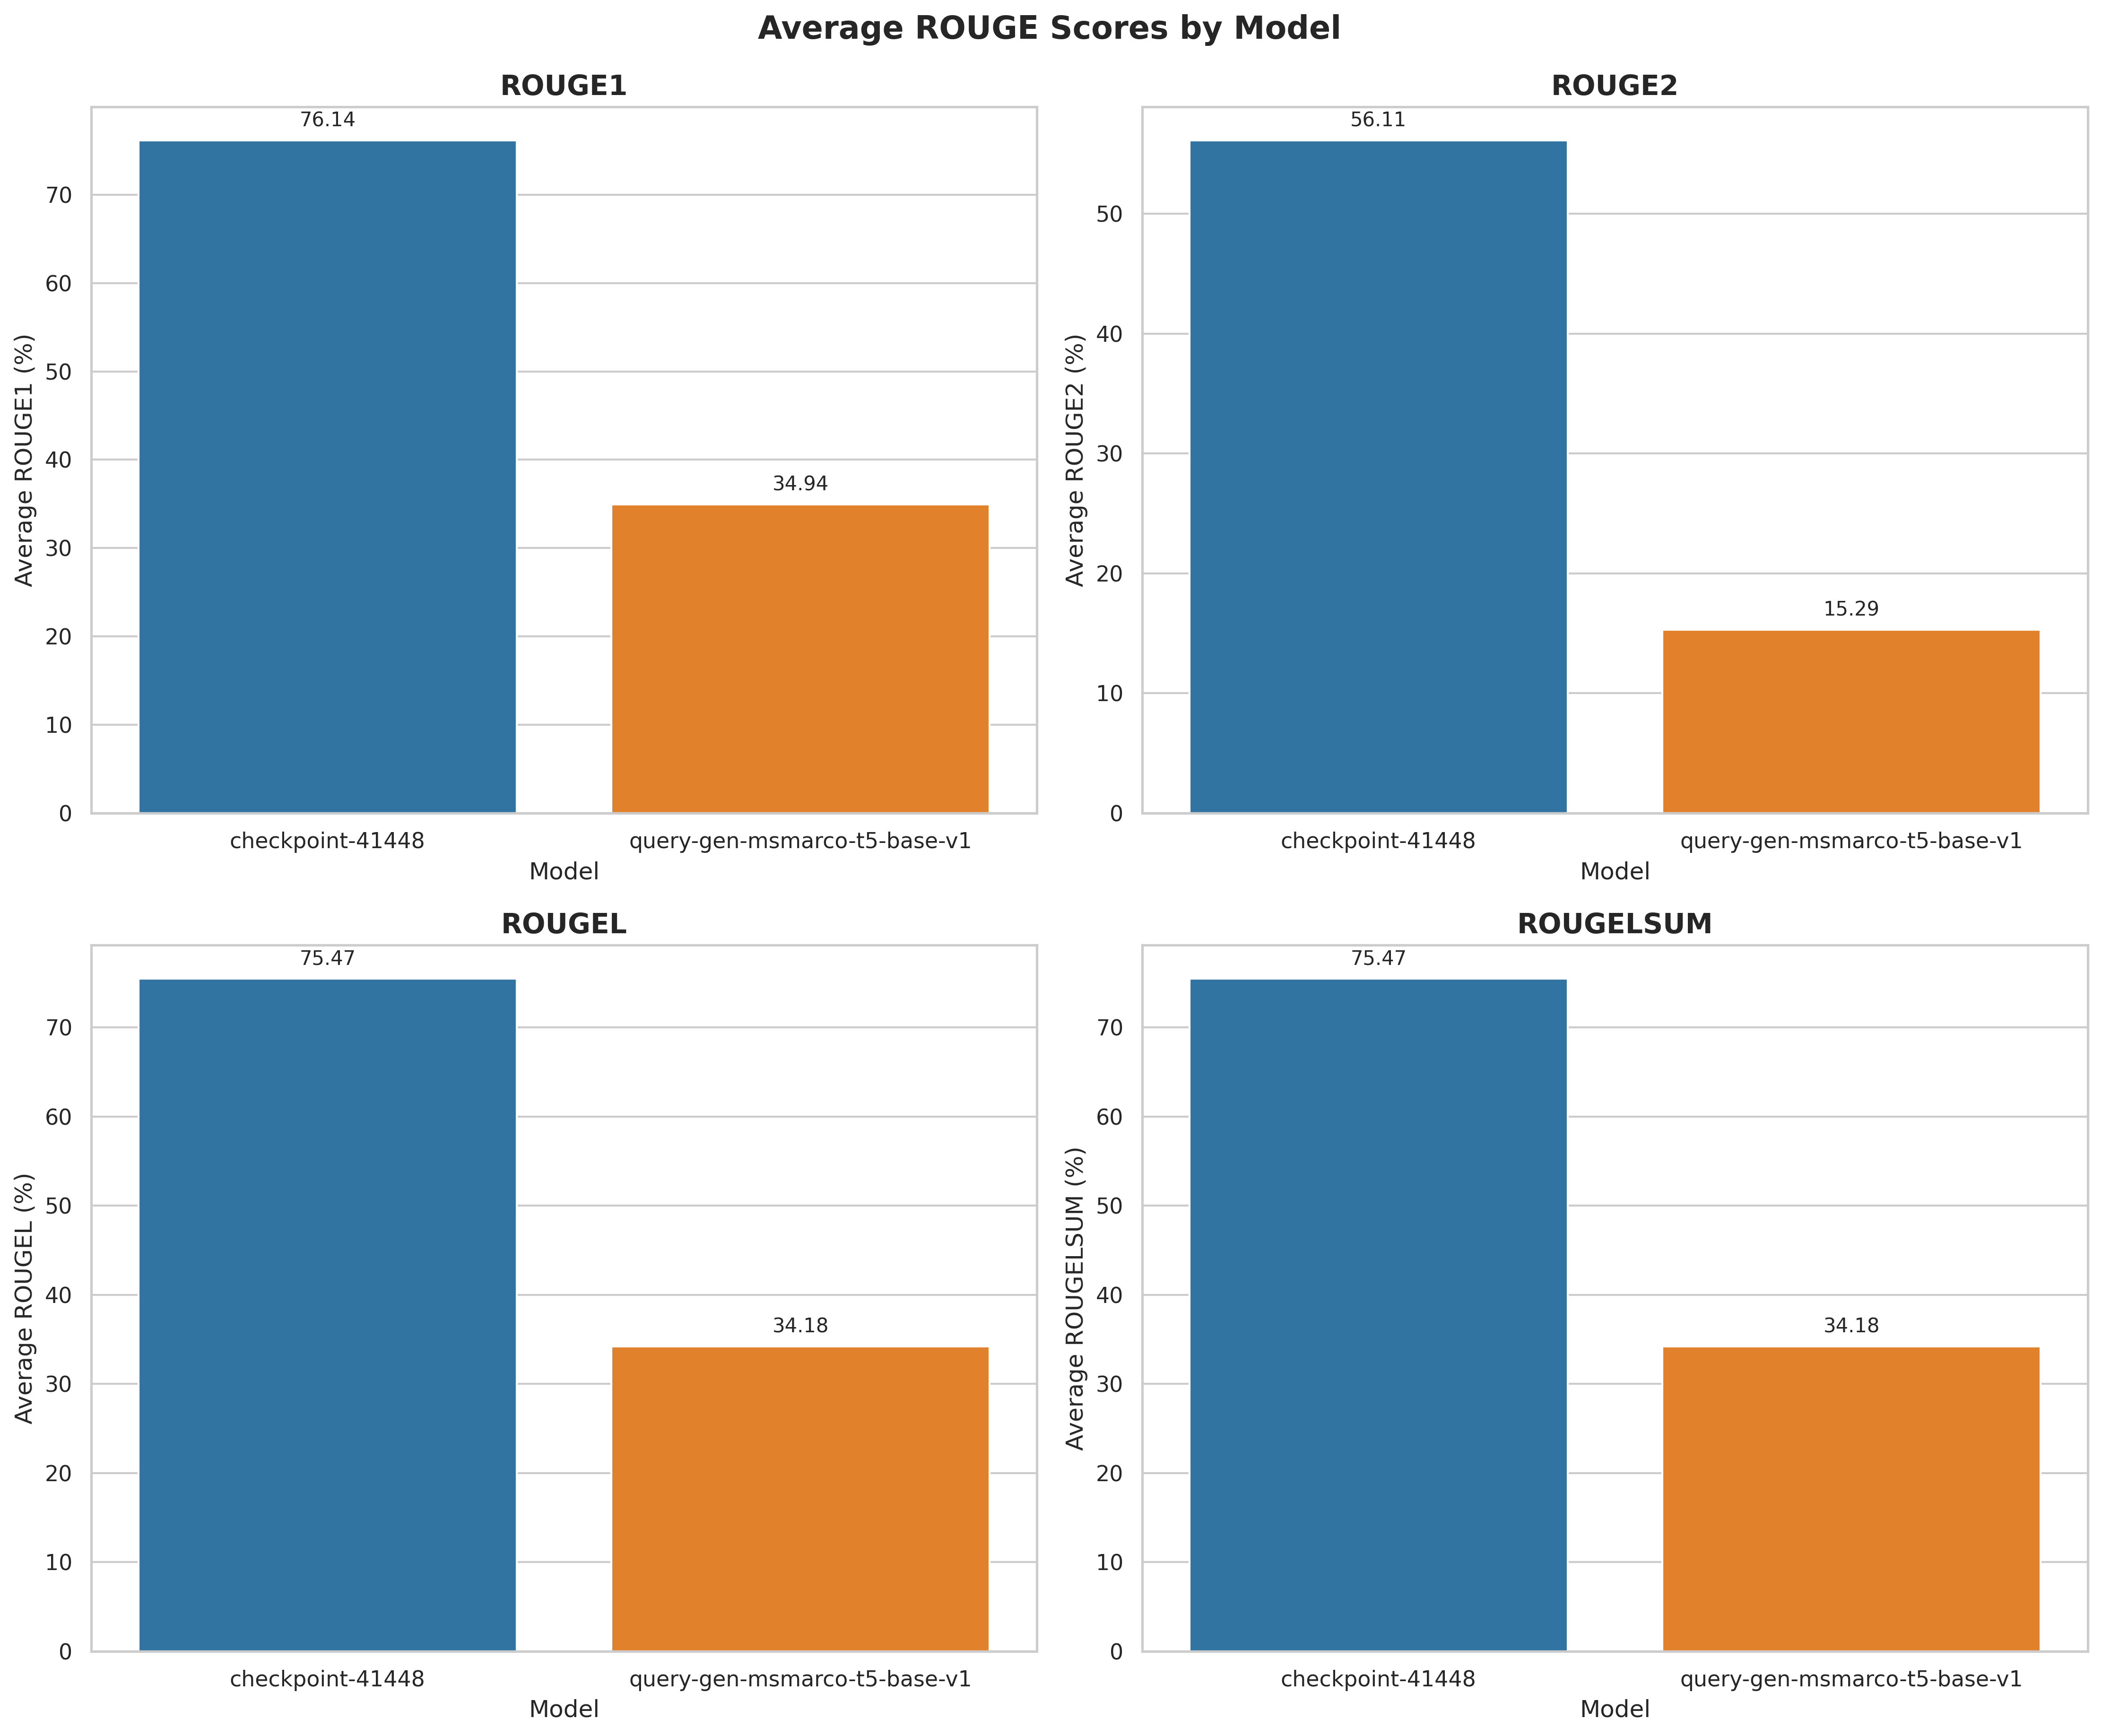 Average ROUGE Scores by Model
ROUGE1
76.14
34.94
70
60
50
40
30
20
10
0
Average ROUGE1 (%)
checkpoint-41448
query-gen-msmarco-t5-base-v1
Model
ROUGE2
56.11
15.29
50
40
30
20
10
0
Average ROUGE2 (%)
checkpoint-41448
query-gen-msmarco-t5-base-v1
Model
ROUGEL
75.47
34.18
70
60
50
40
30
20
10
0
Average ROUGEL (%)
checkpoint-41448
query-gen-msmarco-t5-base-v1
Model
ROUGELSUM
75.47
34.18
70
60
50
40
30
20
10
0
Average ROUGELSUM (%)
checkpoint-41448
query-gen-msmarco-t5-base-v1
Model